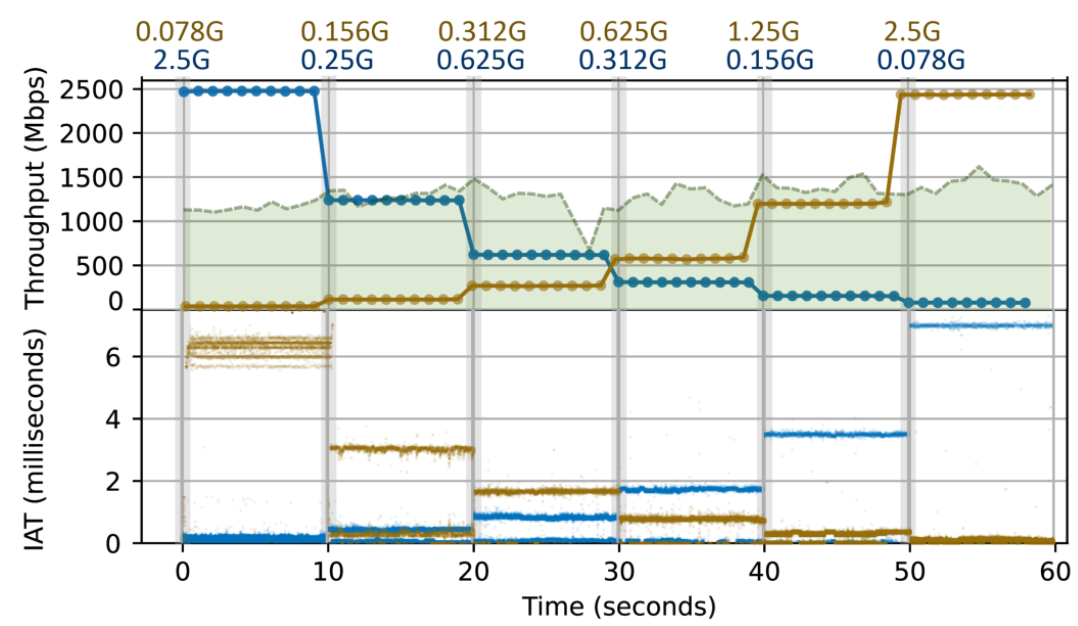 0.078G 0.156G 0.312G 0.625G 1.25G 2.5G
2.5G 0.25G 0.625G 0.312G 0.156G 0.078G
Throughput (Mbps)
2500
2000
1500
1000
500
0
IAT (milliseconds)
6
4
2
0
0 10 20 30 40 50 60
Time (seconds)